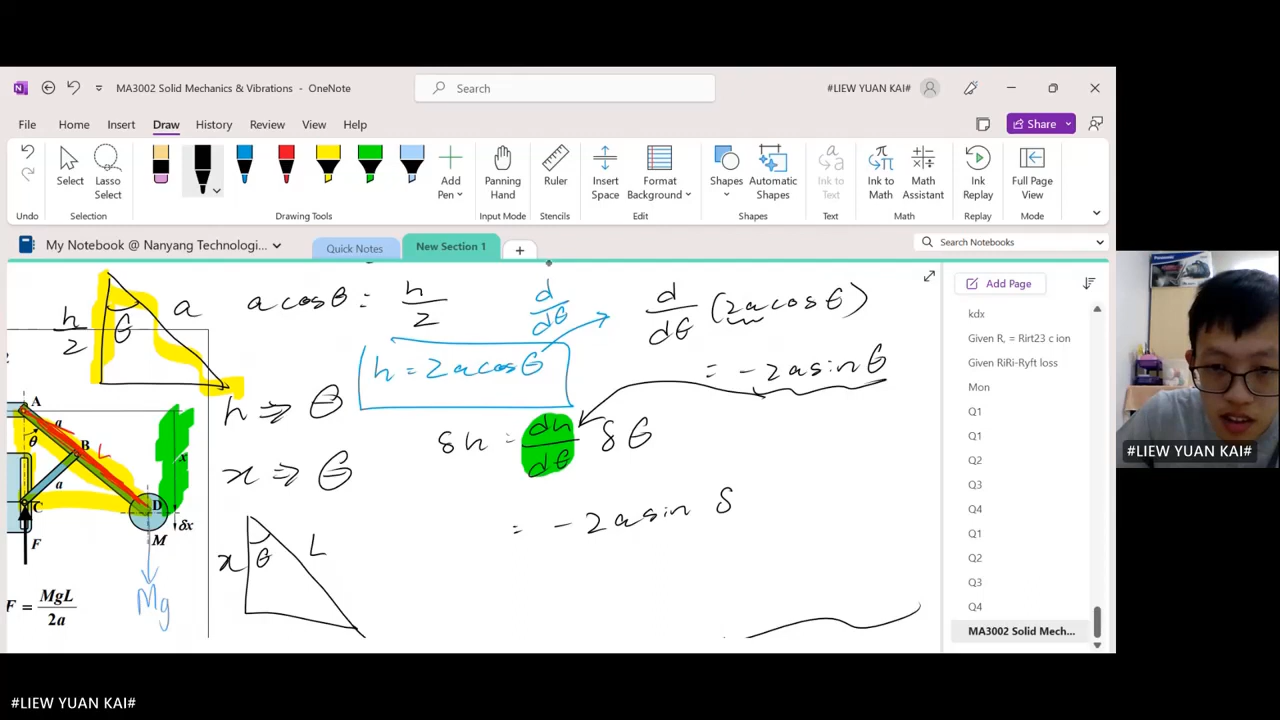 MA3002 Solid Mechanics & Vibrations - OneNote
Search
#LIEW YUAN KAI#
File Home Insert Draw History Review View Help
Share
Undo
Select
Lasso Select
Add Pen
Panning Hand
Ruler
Insert Space
Format Background
Shapes
Automatic Shapes
Ink to Text
Ink to Math
Math Assistant
Ink Replay
Full Page View
Selection
Drawing Tools
Input Mode
Stencils
Edit
Shapes
Text
Math
Replay
Mode
My Notebook @ Nanyang Technologi...
Quick Notes
New Section 1
Search Notebooks
Add Page
kdx
Given R, = Rirt23 c ion
Given RiRi-Ryft loss
Mon
Q1
Q1
Q2
Q3
Q4
Q1
Q2
Q3
Q4
MA3002 Solid Mech...
h/2 θ a
a cos θ = h/2
d/dθ
d/dθ (2a cos θ)
= -2a sin θ
h = 2a cos θ
h ⇒ θ
δh = dh/dθ δθ
x ⇒ θ
= -2a sin δ
x θ L
A
a
θ
B
L
x
a
C
D
δx
M
F
Mg
F = MgL/2a
#LIEW YUAN KAI#
#LIEW YUAN KAI#